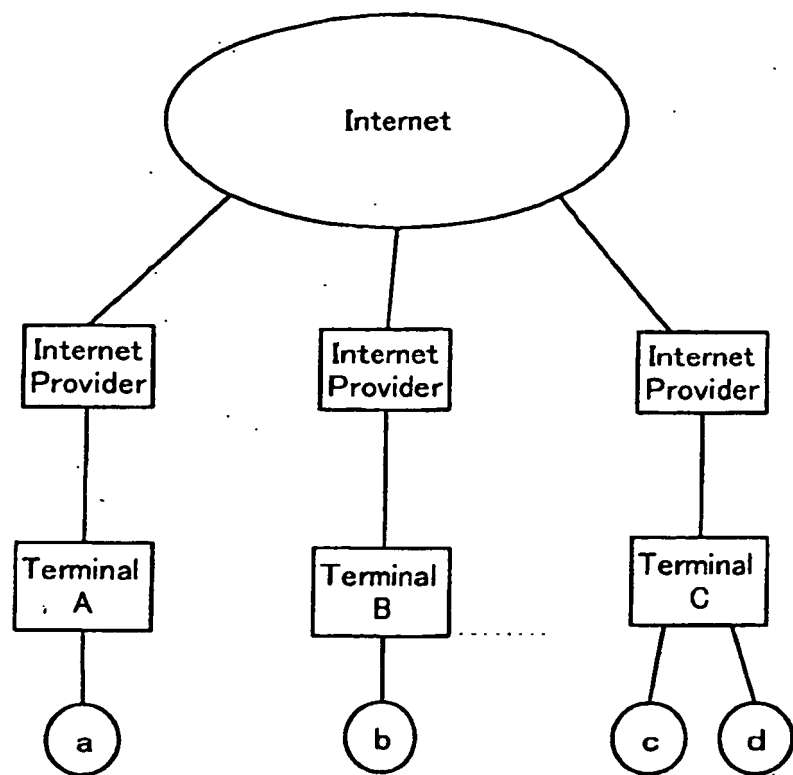 Internet
Internet
Provider
Internet
Provider
Internet
Provider
Terminal
A
Terminal
B
Terminal
C
a
b
c
d